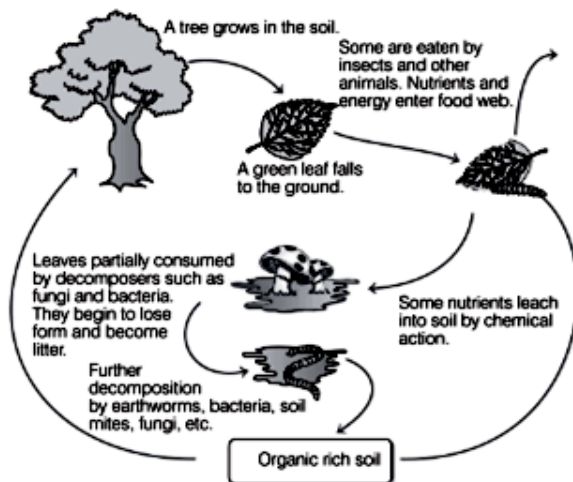 A tree grows in the soil.
Some are eaten by
insects and other
animals. Nutrients and
energy enter food web.
A green leaf falls
to the ground.
Leaves partially consumed
by decomposers such as
fungi and bacteria.
They begin to lose
form and become
litter.
Some nutrients leach
into soil by chemical
action.
Further
decomposition
by earthworms, bacteria, soil
mites, fungi, etc.
Organic rich soil